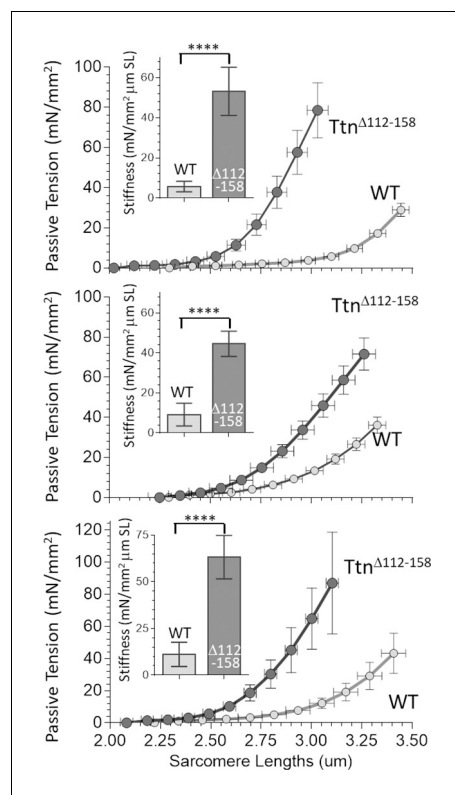 Passive Tension (mN/mm²)
100
80
60
40
20
0
Stiffness (mN/mm² μm SL)
60
40
20
0
****
WT
Δ112
-158
Ttn^Δ112-158
WT
Passive Tension (mN/mm²)
100
80
60
40
20
0
Stiffness (mN/mm² μm SL)
60
40
20
0
****
WT
Δ112
-158
Ttn^Δ112-158
WT
Passive Tension (mN/mm²)
120
100
80
60
40
20
0
Stiffness (mN/mm² μm SL)
75
50
25
0
****
WT
Δ112
-158
Ttn^Δ112-158
WT
2.00 2.25 2.50 2.75 3.00 3.25 3.50
Sarcomere Lengths (um)